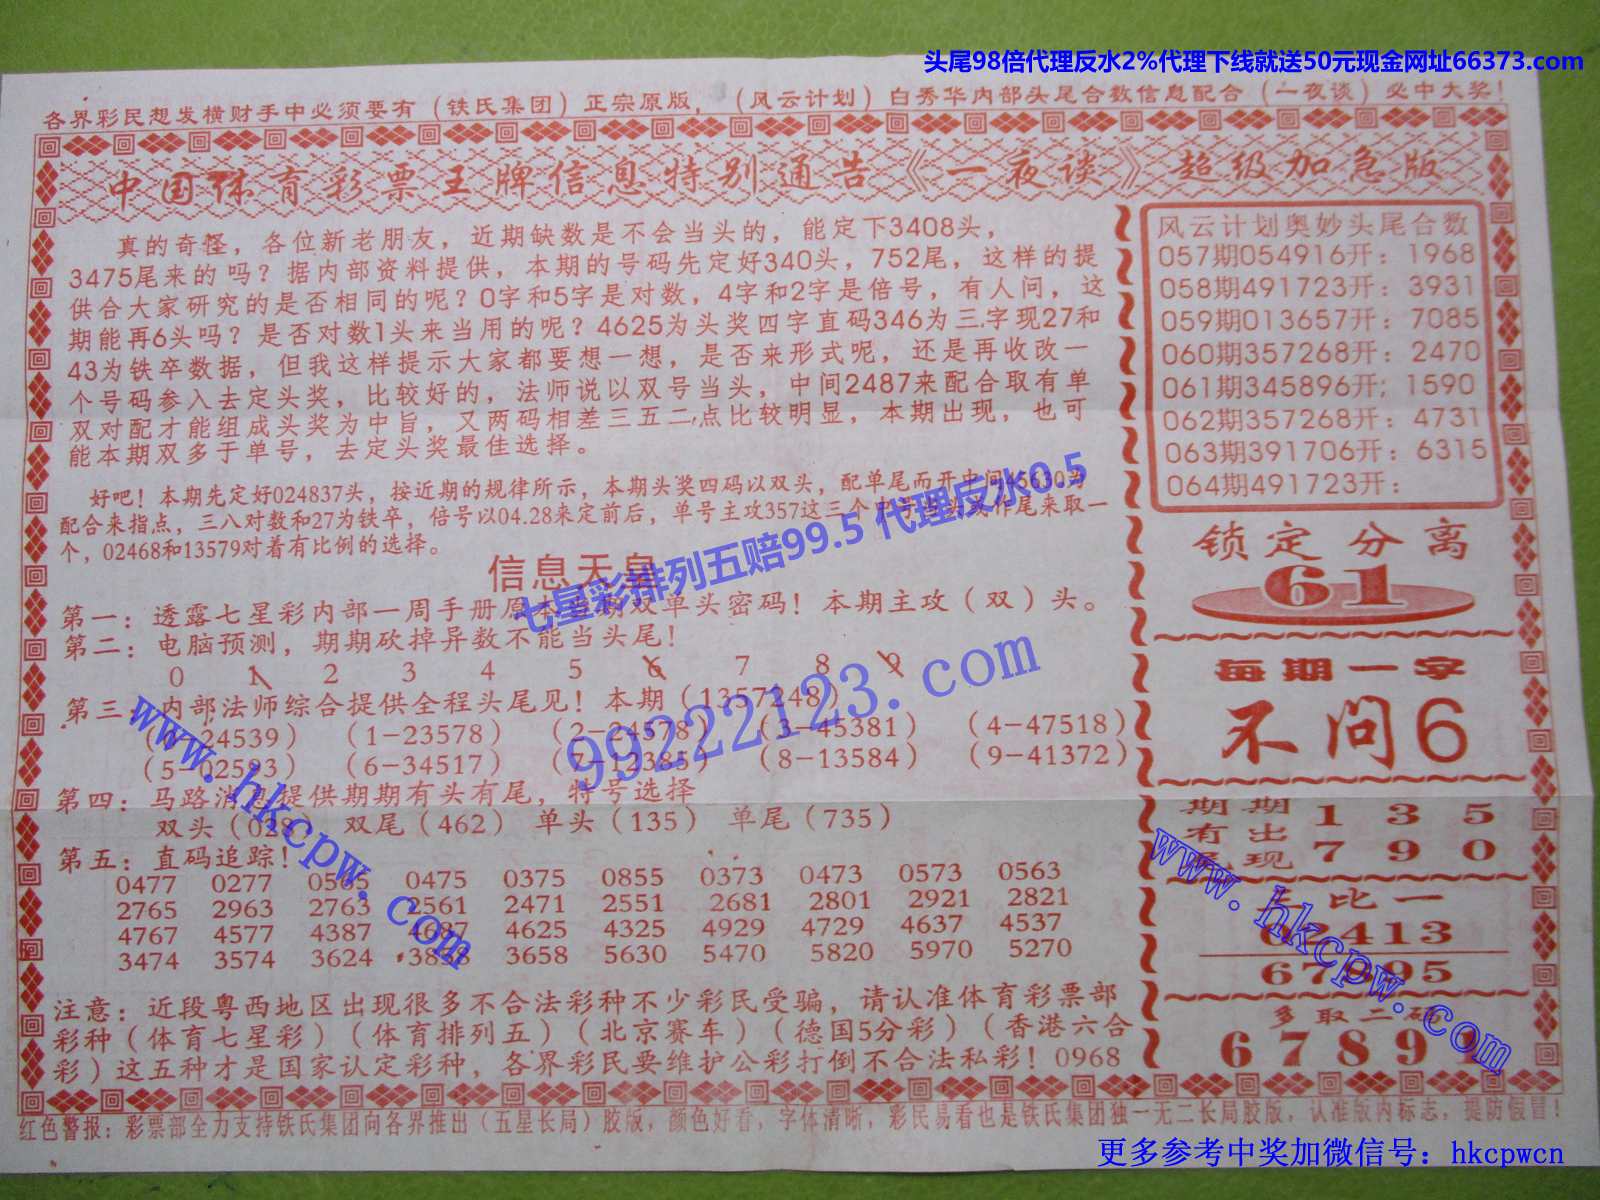 头尾98倍代理反水2%代理下线就送50元现金网址66373.com
各界彩民想发横财手中必须要有（铁氏集团）正宗原版，（风云计划）白秀华内部头尾合数信息配合（一夜谈）必中大奖！
中国体育彩票王牌信息特别通告《一夜谈》超级加急版
真的奇怪，各位新老朋友，近期缺数是不会当头的，能定下3408头，
3475尾来的吗？据内部资料提供，本期的号码先定好340头，752尾，这样的提
供合大家研究的是否相同的呢？0字和5字是对数，4字和2字是倍号，有人问，这
期能再6头吗？是否对数1头来当用的呢？4625为头奖四字直码346为三字现27和
43为铁卒数据，但我这样提示大家都要想一想，是否来形式呢，还是再收改一
个号码参入去定头奖，比较好的，法师说以双号当头，中间2487来配合取有单
双对配才能组成头奖为中旨，又两码相差三五二点比较明显，本期出现，也可
能本期双多于单号，去定头奖最佳选择。
好吧！本期先定好024837头，按近期的规律所示，本期头奖四码以双头，配单尾而开中间45630为
配合来指点，三八对数和27为铁卒，倍号以04.28来定前后，单号主攻357这三个 来取一
个，02468和13579对着有比例的选择。
信息天皇
七星彩排列五赔99.5 代理反水0.5
第一：透露七星彩内部一周手册原本 双单头密码！本期主攻（双）头。
第二：电脑预测，期期砍掉异数不能当头尾！
0 1 2 3 4 5 6 7 8 9
99222123.com
第三：内部法师综合提供全程头尾见！本期（1357248）
（0-24539）（1-23578）（2-24578）（3-45381）（4-47518）
（5-02593）（6-34517）（7-12385）（8-13584）（9-41372）
第四：马路消息提供期期有头有尾，特号选择
双头（028） 双尾（462） 单头（135） 单尾（735）
第五：直码追踪！
0477 0277 0575 0475 0375 0855 0373 0473 0573 0563
2765 2963 2763 2561 2471 2551 2681 2801 2921 2821
4767 4577 4387 4687 4625 4325 4929 4729 4637 4537
3474 3574 3624 3858 3658 5630 5470 5820 5970 5270
www.hkcpw.com
注意：近段粤西地区出现很多不合法彩种不少彩民受骗，请认准体育彩票部
彩种（体育七星彩）（体育排列五）（北京赛车）（德国5分彩）（香港六合
彩）这五种才是国家认定彩种，各界彩民要维护公彩打倒不合法私彩！0968
风云计划奥妙头尾合数
057期054916开：1968
058期491723开：3931
059期013657开：7085
060期357268开：2470
061期345896开；1590
062期357268开：4731
063期391706开：6315
064期491723开：
锁定分离
61
每期一字
不问6
期期 1 3 5
有出
现 7 9 0
www.hkcpw.com
比一
02413
67895
多取二码
67891
红色警报：彩票部全力支持铁氏集团向各界推出（五星长局）胶版，颜色好看，字体清晰，彩民易看也是铁氏集团独一无二长局胶版，认准版内标志，提防假冒！
更多参考中奖加微信号：hkcpwcn